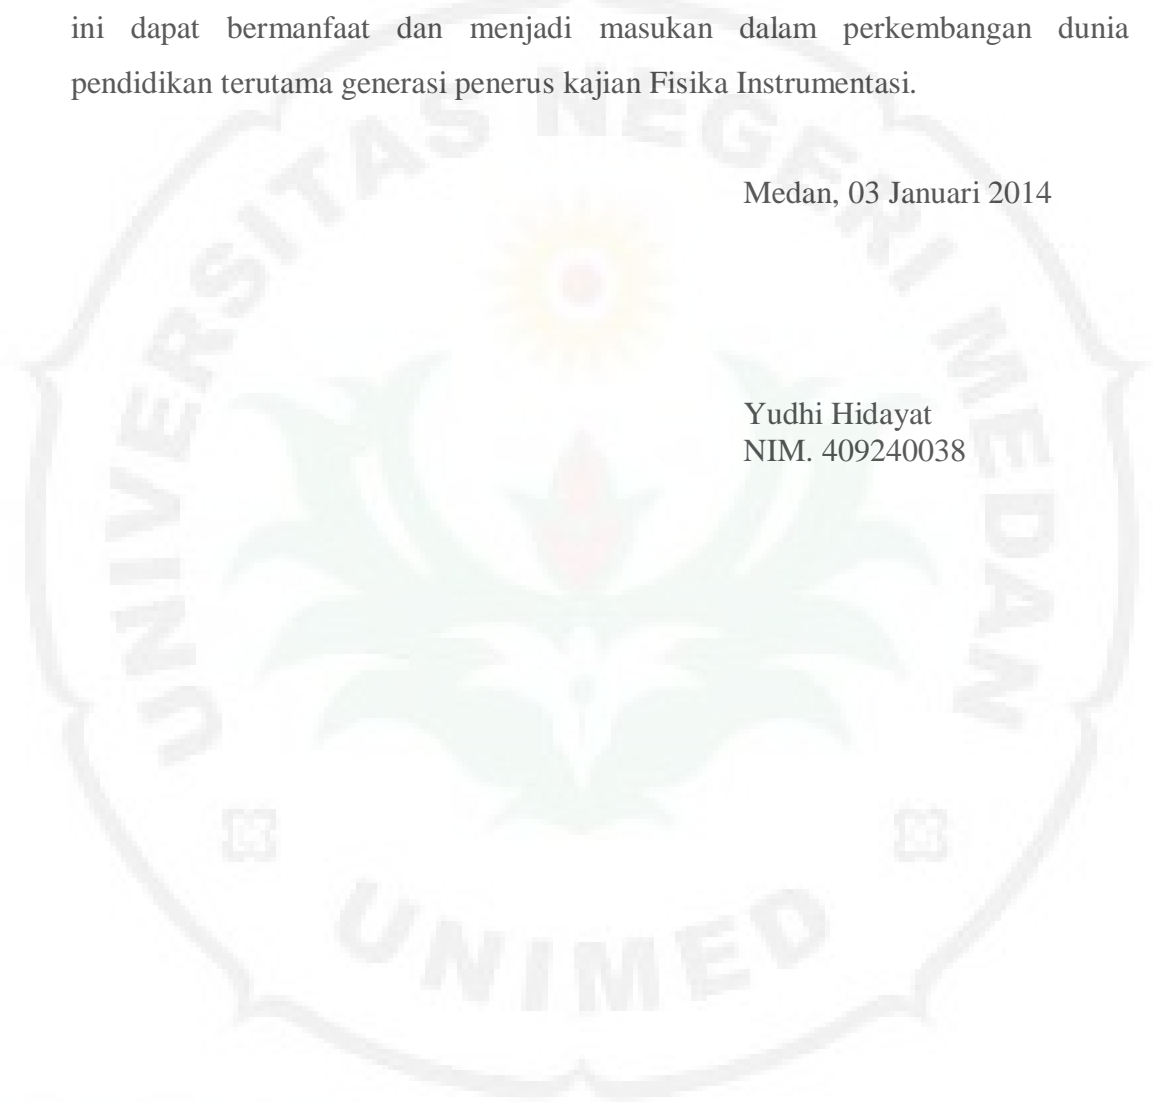 ini dapat bermanfaat dan menjadi masukan dalam perkembangan dunia
pendidikan terutama generasi penerus kajian Fisika Instrumentasi.
Medan, 03 Januari 2014
Yudhi Hidayat
NIM. 409240038
UNIVERSITAS NEGERI MEDAN
UNIMED